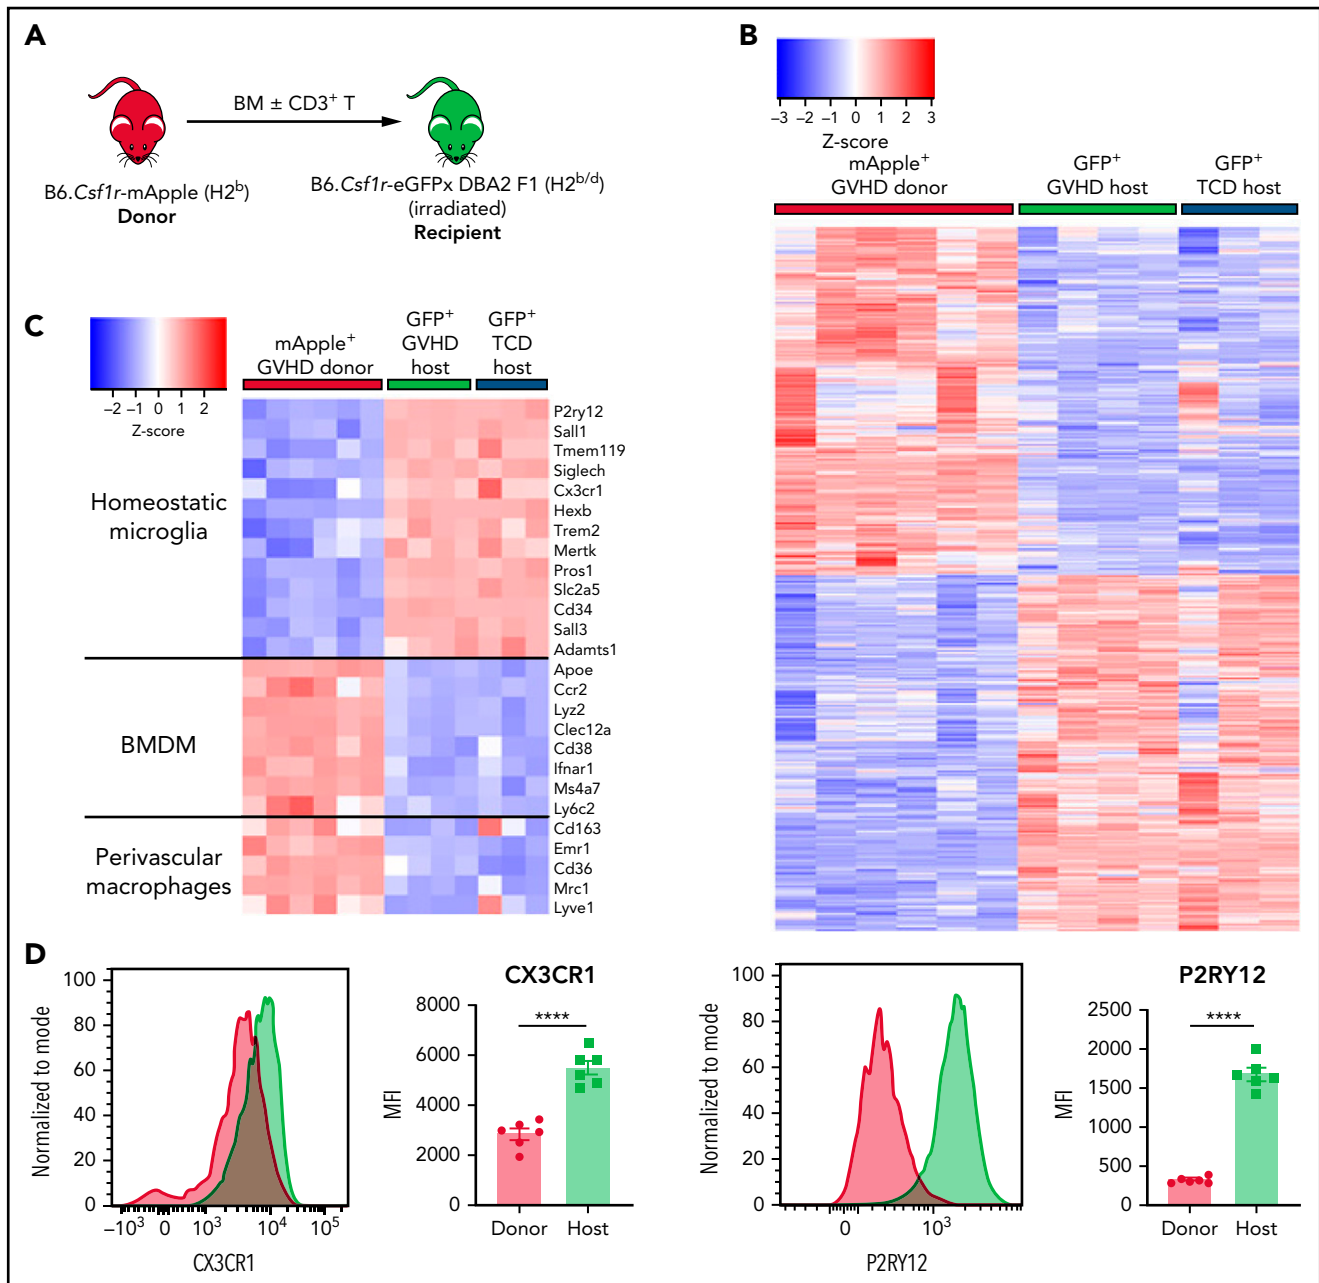 A
BM ± CD3⁺ T
B6.Csf1r-mApple (H2ᵇ)
Donor
B6.Csf1r-eGFPx DBA2 F1 (H2ᵇ/ᵈ)
(irradiated)
Recipient
B
−3 −2 −1 0 1 2 3
Z-score
mApple⁺
GVHD donor
GFP⁺
GVHD host
GFP⁺
TCD host
C
−2 −1 0 1 2
Z-score
mApple⁺
GVHD donor
GFP⁺
GVHD
host
GFP⁺
TCD
host
Homeostatic
microglia
P2ry12
Sall1
Tmem119
Siglech
Cx3cr1
Hexb
Trem2
Mertk
Pros1
Slc2a5
Cd34
Sall3
Adamts1
BMDM
Apoe
Ccr2
Lyz2
Clec12a
Cd38
Ifnar1
Ms4a7
Ly6c2
Perivascular
macrophages
Cd163
Emr1
Cd36
Mrc1
Lyve1
D
Normalized to mode
100
80
60
40
20
0
−10³ 0 10³ 10⁴ 10⁵
CX3CR1
CX3CR1
MFI
8000
6000
4000
2000
0
****
Donor Host
Normalized to mode
100
80
60
40
20
0
0 10³
P2RY12
P2RY12
MFI
2500
2000
1500
1000
500
0
****
Donor Host